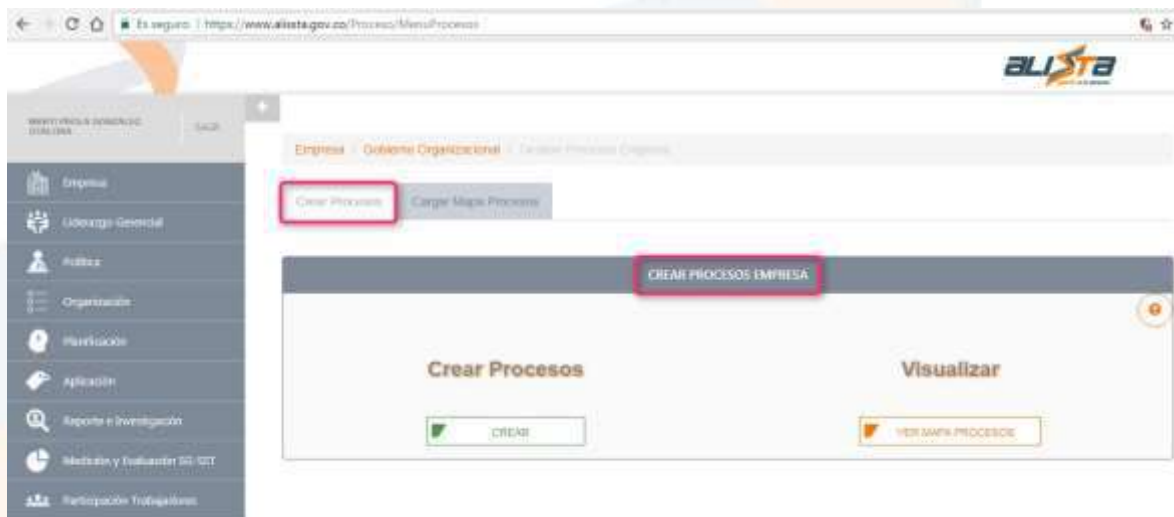 Es seguro | https://www.alissta.gov.co/Proceso/MenuProcesos
ALISTA
SALIR
Empresa / Gobierno Organizacional /
Crear Procesos Cargar Mapa Procesos
Empresa
Liderazgo Gerencial
Política
Organización
Planificación
Aplicación
Reporte e Investigación
Medición y Evaluación SG-SST
Participación Trabajadores
CREAR PROCESOS EMPRESA
Crear Procesos Visualizar
CREAR VER MAPA PROCESOS